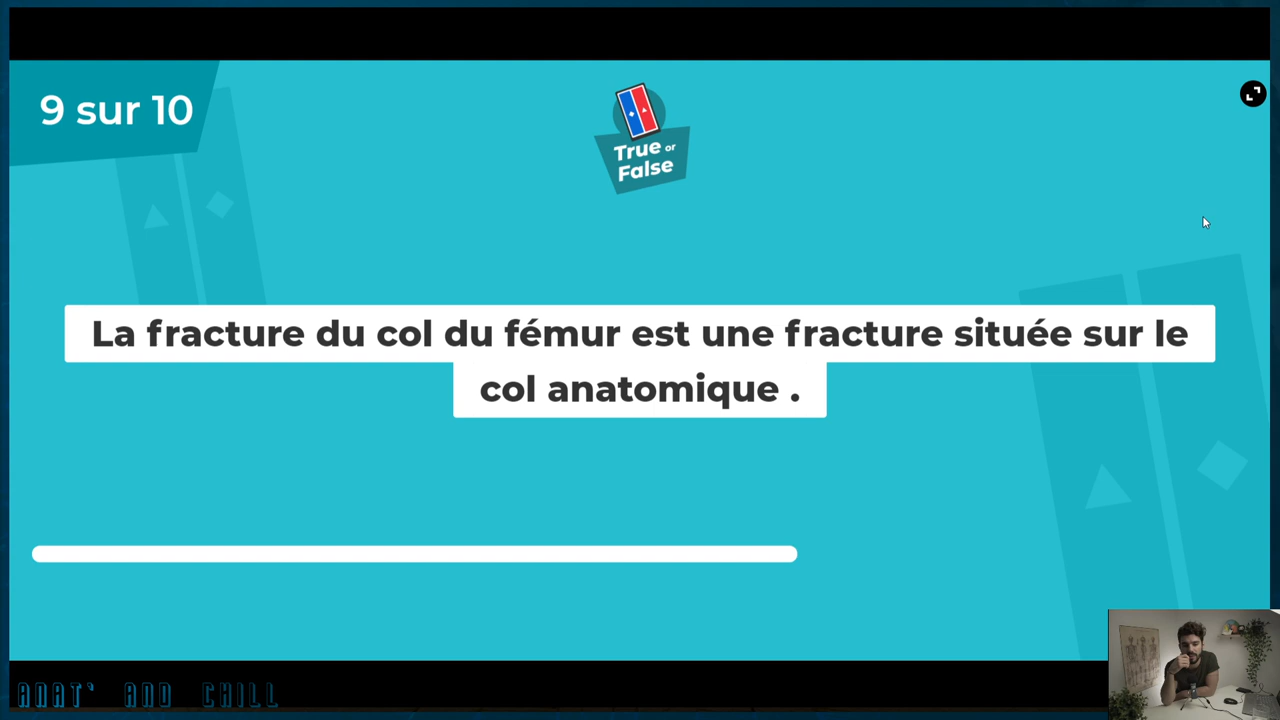 9 sur 10
True or
False
La fracture du col du fémur est une fracture située sur le
col anatomique .
ANAT' AND CHILL